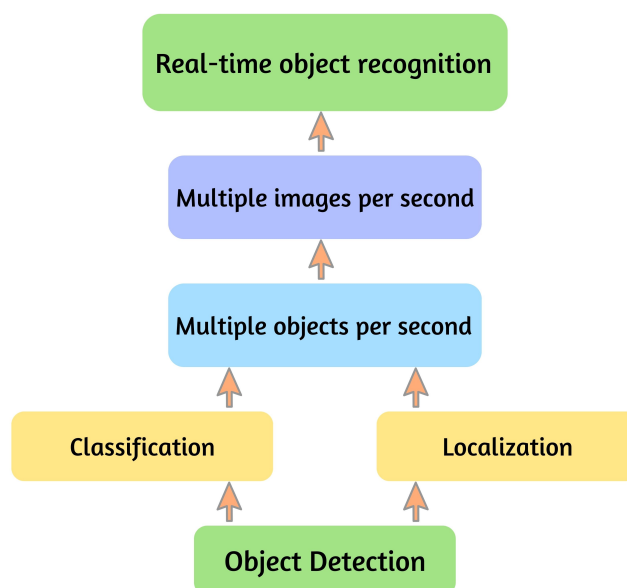 Real-time object recognition
Multiple images per second
Multiple objects per second
Classification
Localization
Object Detection